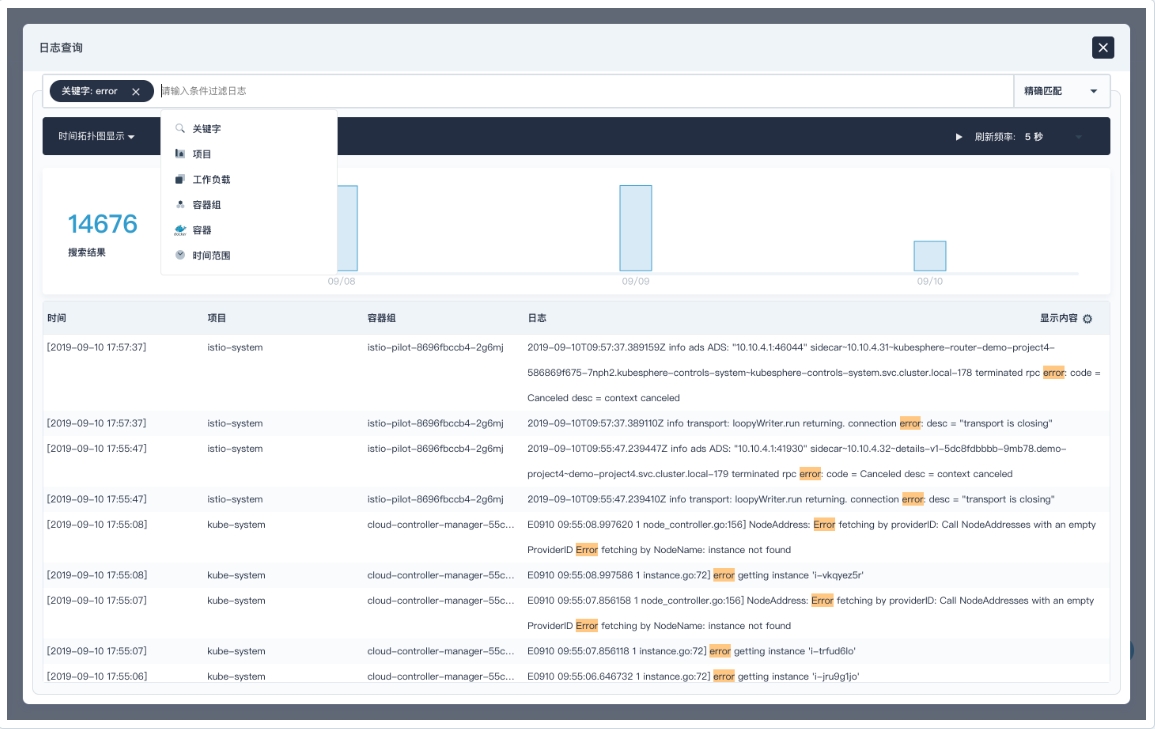 日志查询
关键字: error
请输入条件过滤日志
精确匹配
关键字
项目
工作负载
容器组
容器
时间范围
时间拓扑图显示
刷新频率: 5 秒
14676
搜索结果
09/08
09/09
09/10
时间 项目 容器组 日志 显示内容
[2019-09-10 17:57:37] istio-system istio-pilot-8696fbccb4-2g6mj 2019-09-10T09:57:37.389159Z info ads ADS: "10.10.4.1:46044" sidecar~10.10.4.31~kubesphere-router-demo-project4-
586869f675-7nph2.kubesphere-controls-system~kubesphere-controls-system.svc.cluster.local-178 terminated rpc error: code =
Canceled desc = context canceled
[2019-09-10 17:57:37] istio-system istio-pilot-8696fbccb4-2g6mj 2019-09-10T09:57:37.389110Z info transport: loopyWriter.run returning. connection error: desc = "transport is closing"
[2019-09-10 17:55:47] istio-system istio-pilot-8696fbccb4-2g6mj 2019-09-10T09:55:47.239447Z info ads ADS: "10.10.4.1:41930" sidecar~10.10.4.32~details-v1-5dc8fdbbbb-9mb78.demo-
project4~demo-project4.svc.cluster.local-179 terminated rpc error: code = Canceled desc = context canceled
[2019-09-10 17:55:47] istio-system istio-pilot-8696fbccb4-2g6mj 2019-09-10T09:55:47.239410Z info transport: loopyWriter.run returning. connection error: desc = "transport is closing"
[2019-09-10 17:55:08] kube-system cloud-controller-manager-55c... E0910 09:55:08.997620 1 node_controller.go:156] NodeAddress: Error fetching by providerID: Call NodeAddresses with an empty
ProviderID Error fetching by NodeName: instance not found
[2019-09-10 17:55:08] kube-system cloud-controller-manager-55c... E0910 09:55:08.997586 1 instance.go:72] error getting instance 'i-vkqyez5r'
[2019-09-10 17:55:07] kube-system cloud-controller-manager-55c... E0910 09:55:07.856158 1 node_controller.go:156] NodeAddress: Error fetching by providerID: Call NodeAddresses with an empty
ProviderID Error fetching by NodeName: instance not found
[2019-09-10 17:55:07] kube-system cloud-controller-manager-55c... E0910 09:55:07.856118 1 instance.go:72] error getting instance 'i-trfud6lo'
[2019-09-10 17:55:06] kube-system cloud-controller-manager-55c... E0910 09:55:06.646732 1 instance.go:72] error getting instance 'i-jru9g1jo'